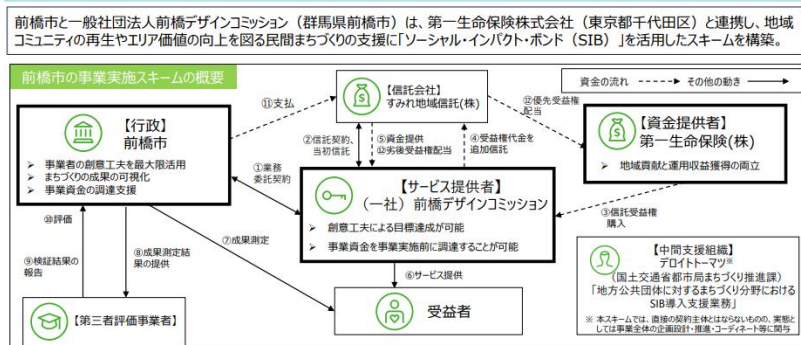 前橋市と一般社団法人前橋デザインコミッション（群馬県前橋市）は、第一生命保険株式会社（東京都千代田区）と連携し、地域
コミュニティの再生やエリア価値の向上を図る民間まちづくりの支援に「ソーシャル・インパクト・ボンド（SIB）」を活用したスキームを構築。
前橋市の事業実施スキームの概要
資金の流れ
その他の動き
【信託会社】
すみれ地域信託(株)
⑪支払
⑫優先受益権
配当
【行政】
前橋市
➢ 事業者の創意工夫を最大限活用
➢ まちづくりの成果の可視化
➢ 事業資金の調達支援
②信託契約、
当初信託
⑤資金提供
⑫劣後受益権配当
④受益権代金を
追加信託
【資金提供者】
第一生命保険(株)
➢ 地域貢献と運用収益獲得の両立
①業務
委託契約
【サービス提供者】
（一社）前橋デザインコミッション
➢ 創意工夫による目標達成が可能
➢ 事業資金を事業実施前に調達することが可能
③信託受益権
購入
⑩評価
⑨検証結果の
報告
⑧成果測定結
果の提供
⑦成果測定
⑥サービス提供
【第三者評価事業者】
受益者
【中間支援組織】
デロイトトーマツ※
（国土交通省都市局まちづくり推進課）
「地方公共団体に対するまちづくり分野における
SIB導入支援業務」
※ 本スキームでは、直接の契約主体とはならないものの、実態と
しては事業全体の企画設計・推進・コーディネート等に関与